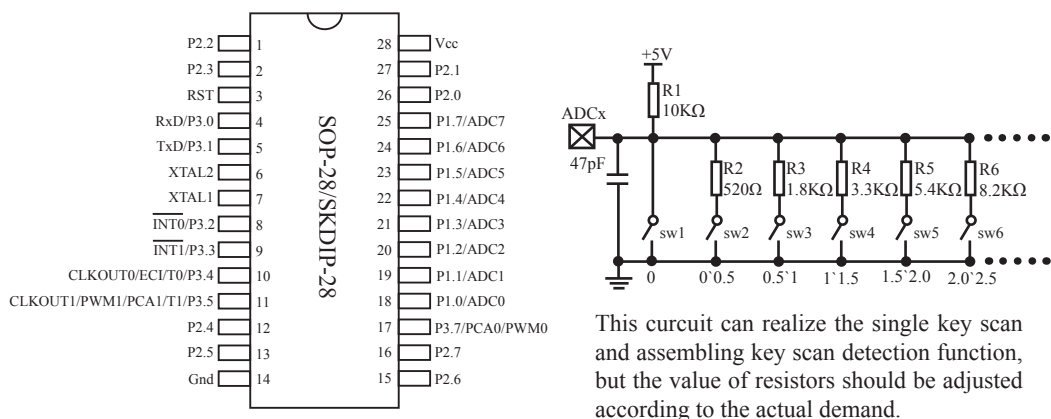 P2.2 1
P2.3 2
RST 3
RxD/P3.0 4
TxD/P3.1 5
XTAL2 6
XTAL1 7
INT0/P3.2 8
INT1/P3.3 9
CLKOUT0/ECI/T0/P3.4 10
CLKOUT1/PWM1/PCA1/T1/P3.5 11
P2.4 12
P2.5 13
Gnd 14
SOP-28/SKDIP-28
28 Vcc
27 P2.1
26 P2.0
25 P1.7/ADC7
24 P1.6/ADC6
23 P1.5/ADC5
22 P1.4/ADC4
21 P1.3/ADC3
20 P1.2/ADC2
19 P1.1/ADC1
18 P1.0/ADC0
17 P3.7/PCA0/PWM0
16 P2.7
15 P2.6
+5V
R1
10KΩ
ADCx
47pF
R2 R3 R4 R5 R6
520Ω 1.8KΩ 3.3KΩ 5.4KΩ 8.2KΩ
sw1 sw2 sw3 sw4 sw5 sw6
0 0`0.5 0.5`1 1`1.5 1.5`2.0 2.0`2.5
This curcuit can realize the single key scan
and assembling key scan detection function,
but the value of resistors should be adjusted
according to the actual demand.